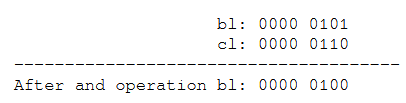 bl: 0000 0101
cl: 0000 0110
----------------------------------------
After and operation bl: 0000 0100